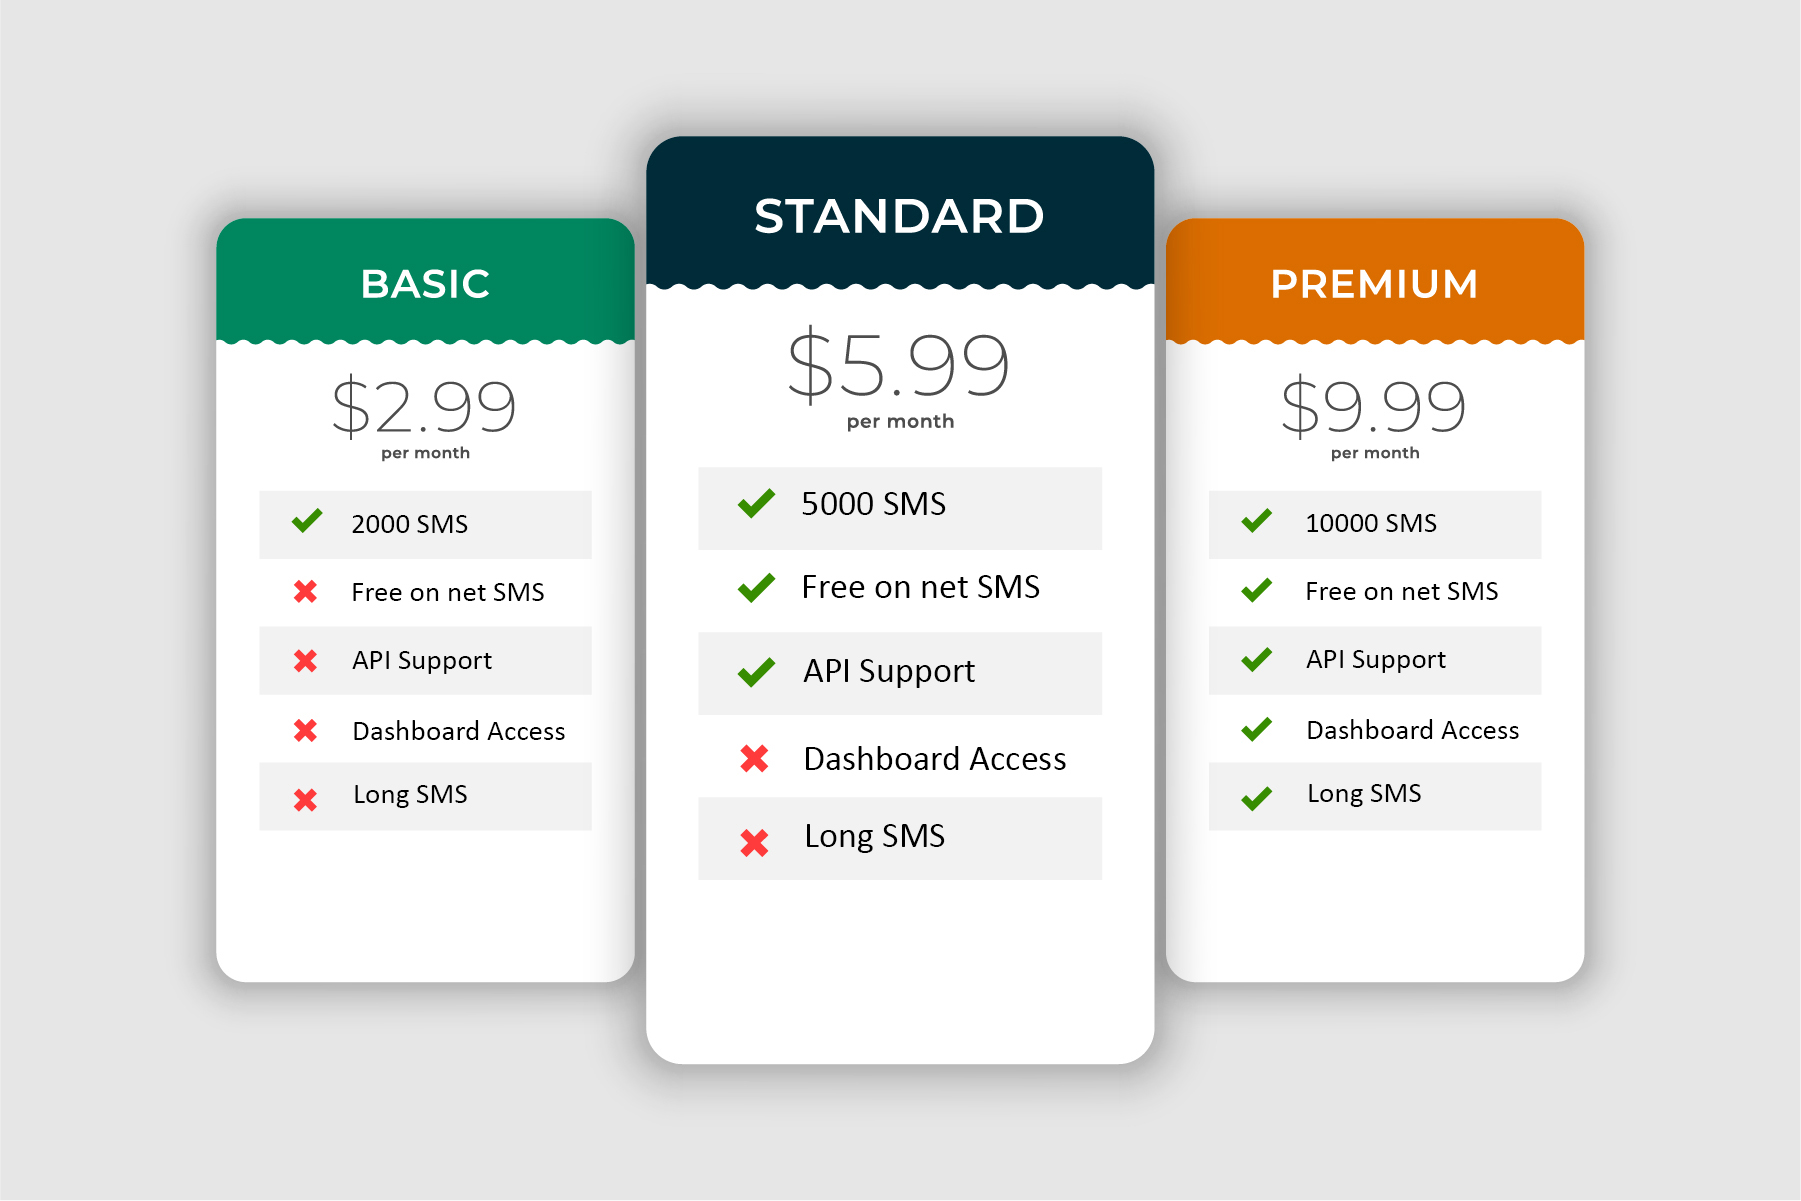 BASIC
$2.99
per month
2000 SMS
Free on net SMS
API Support
Dashboard Access
Long SMS
STANDARD
$5.99
per month
5000 SMS
Free on net SMS
API Support
Dashboard Access
Long SMS
PREMIUM
$9.99
per month
10000 SMS
Free on net SMS
API Support
Dashboard Access
Long SMS